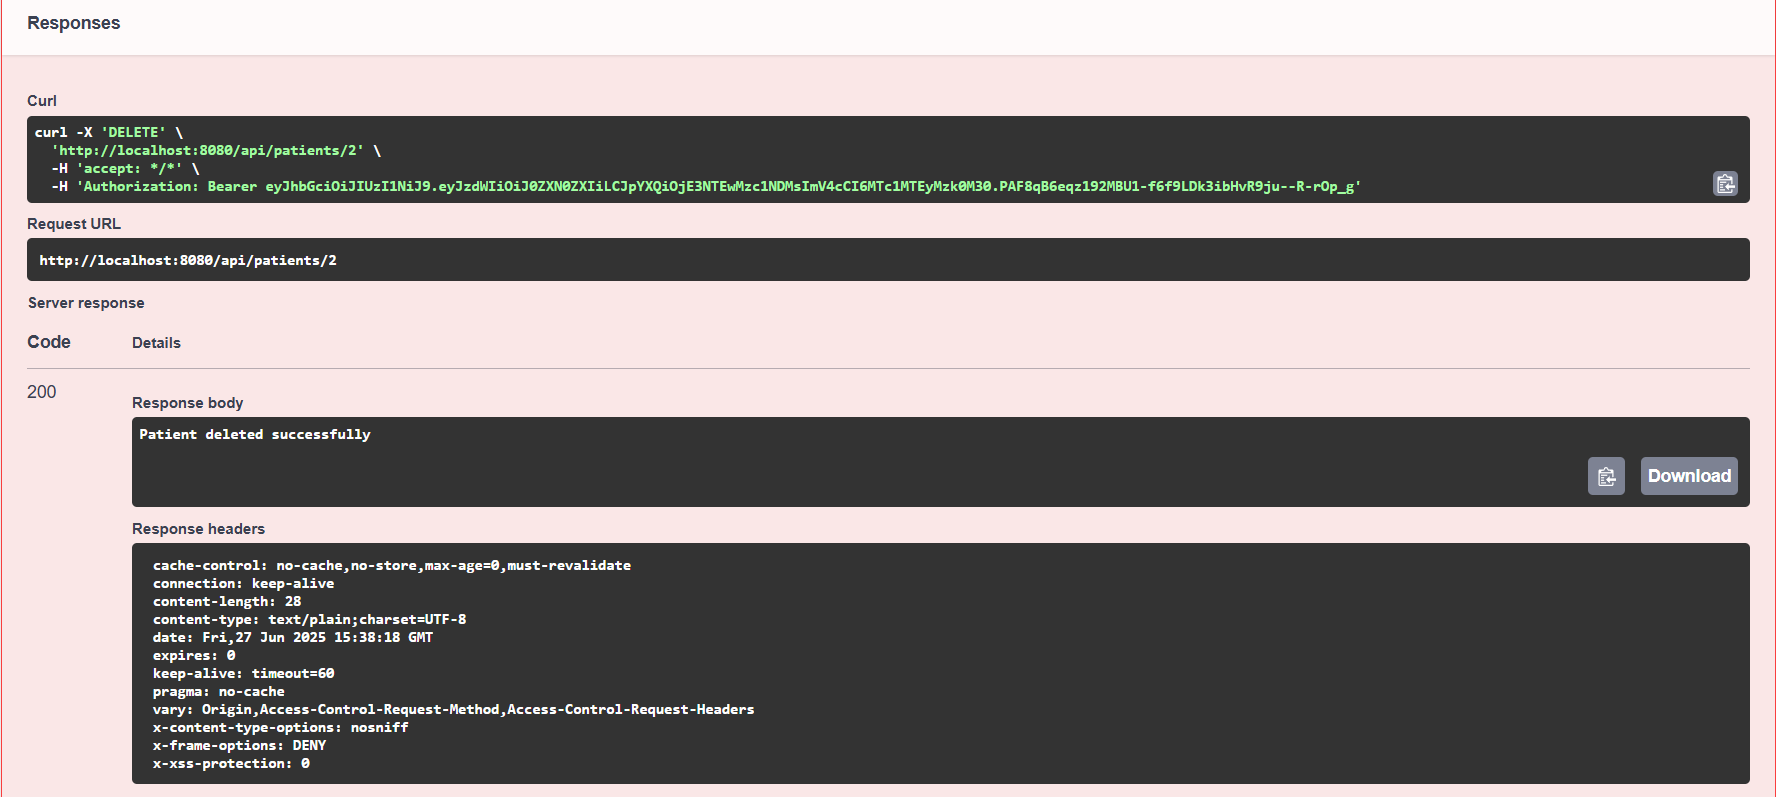 Responses
Curl
curl -X 'DELETE' \
  'http://localhost:8080/api/patients/2' \
  -H 'accept: */*' \
  -H 'Authorization: Bearer eyJhbGciOiJIUzI1NiJ9.eyJzdWIiOiJ0ZXN0ZXIiLCJpYXQiOjE3NTEwMzc1NDMsImV4cCI6MTc1MTEyMzk0M30.PAF8qB6eqz192MBU1-f6f9LDk3ibHvR9ju--R-rOp_g'
Request URL
http://localhost:8080/api/patients/2
Server response
Code Details
200
Response body
Patient deleted successfully
Download
Response headers
cache-control: no-cache,no-store,max-age=0,must-revalidate
connection: keep-alive
content-length: 28
content-type: text/plain;charset=UTF-8
date: Fri,27 Jun 2025 15:38:18 GMT
expires: 0
keep-alive: timeout=60
pragma: no-cache
vary: Origin,Access-Control-Request-Method,Access-Control-Request-Headers
x-content-type-options: nosniff
x-frame-options: DENY
x-xss-protection: 0